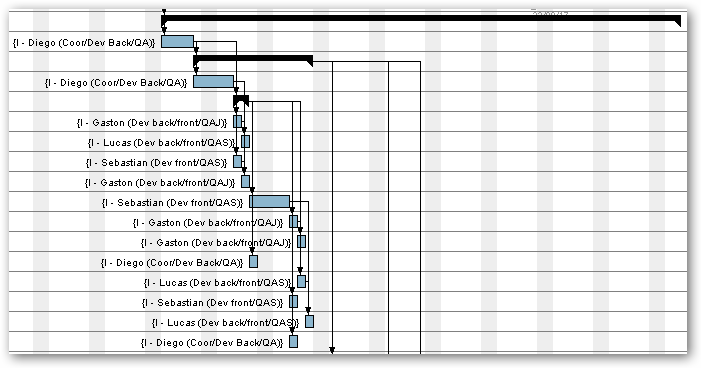 {I - Diego (Coor/Dev Back/QA)}
{I - Diego (Coor/Dev Back/QA)}
{I - Gaston (Dev back/front/QAJ)}
{I - Lucas (Dev back/front/QAS)}
{I - Sebastian (Dev front/QAS)}
{I - Gaston (Dev back/front/QAJ)}
{I - Sebastian (Dev front/QAS)}
{I - Gaston (Dev back/front/QAJ)}
{I - Gaston (Dev back/front/QAJ)}
{I - Diego (Coor/Dev Back/QA)}
{I - Lucas (Dev back/front/QAS)}
{I - Sebastian (Dev front/QAS)}
{I - Lucas (Dev back/front/QAS)}
{I - Diego (Coor/Dev Back/QA)}